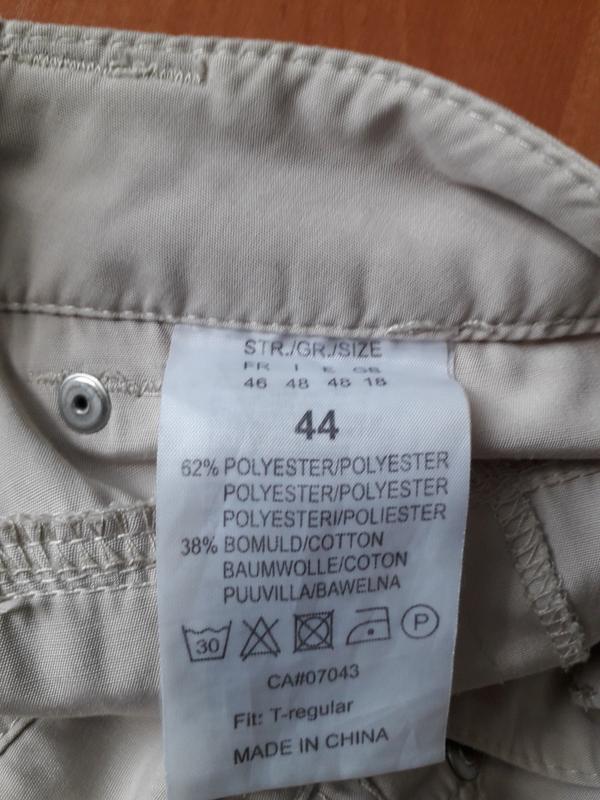 STR./GR./SIZE
FR I E GB
46 48 48 18
44
62% POLYESTER/POLYESTER
POLYESTER/POLYESTER
POLYESTERI/POLIESTER
38% BOMULD/COTTON
BAUMWOLLE/COTON
PUUVILLA/BAWELNA
30 P
CA#07043
Fit: T-regular
MADE IN CHINA